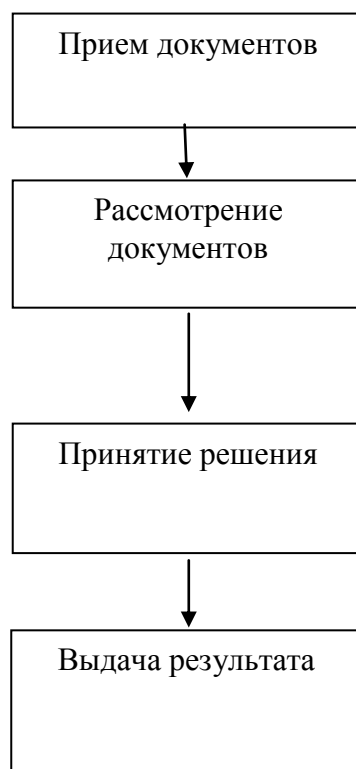 Прием документов
Рассмотрение
документов
Принятие решения
Выдача результата